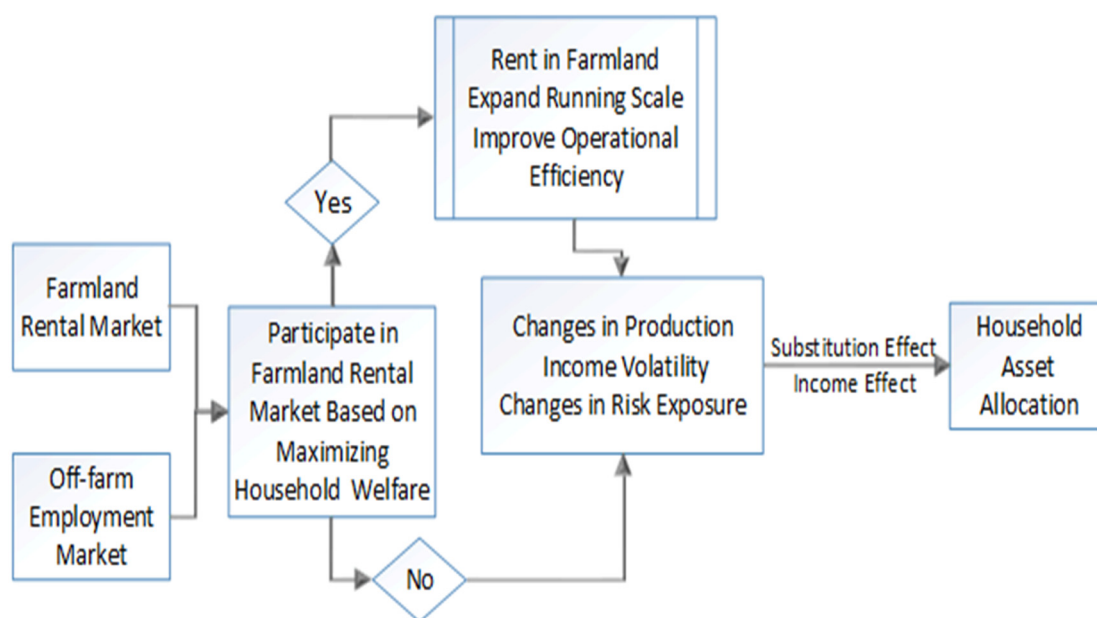 Rent in Farmland
Expand Running Scale
Improve Operational
Efficiency
Yes
Farmland
Rental Market
Participate in
Farmland Rental
Market Based on
Maximizing
Household Welfare
Off-farm
Employment
Market
No
Changes in Production
Income Volatility
Changes in Risk Exposure
Substitution Effect
Income Effect
Household
Asset
Allocation